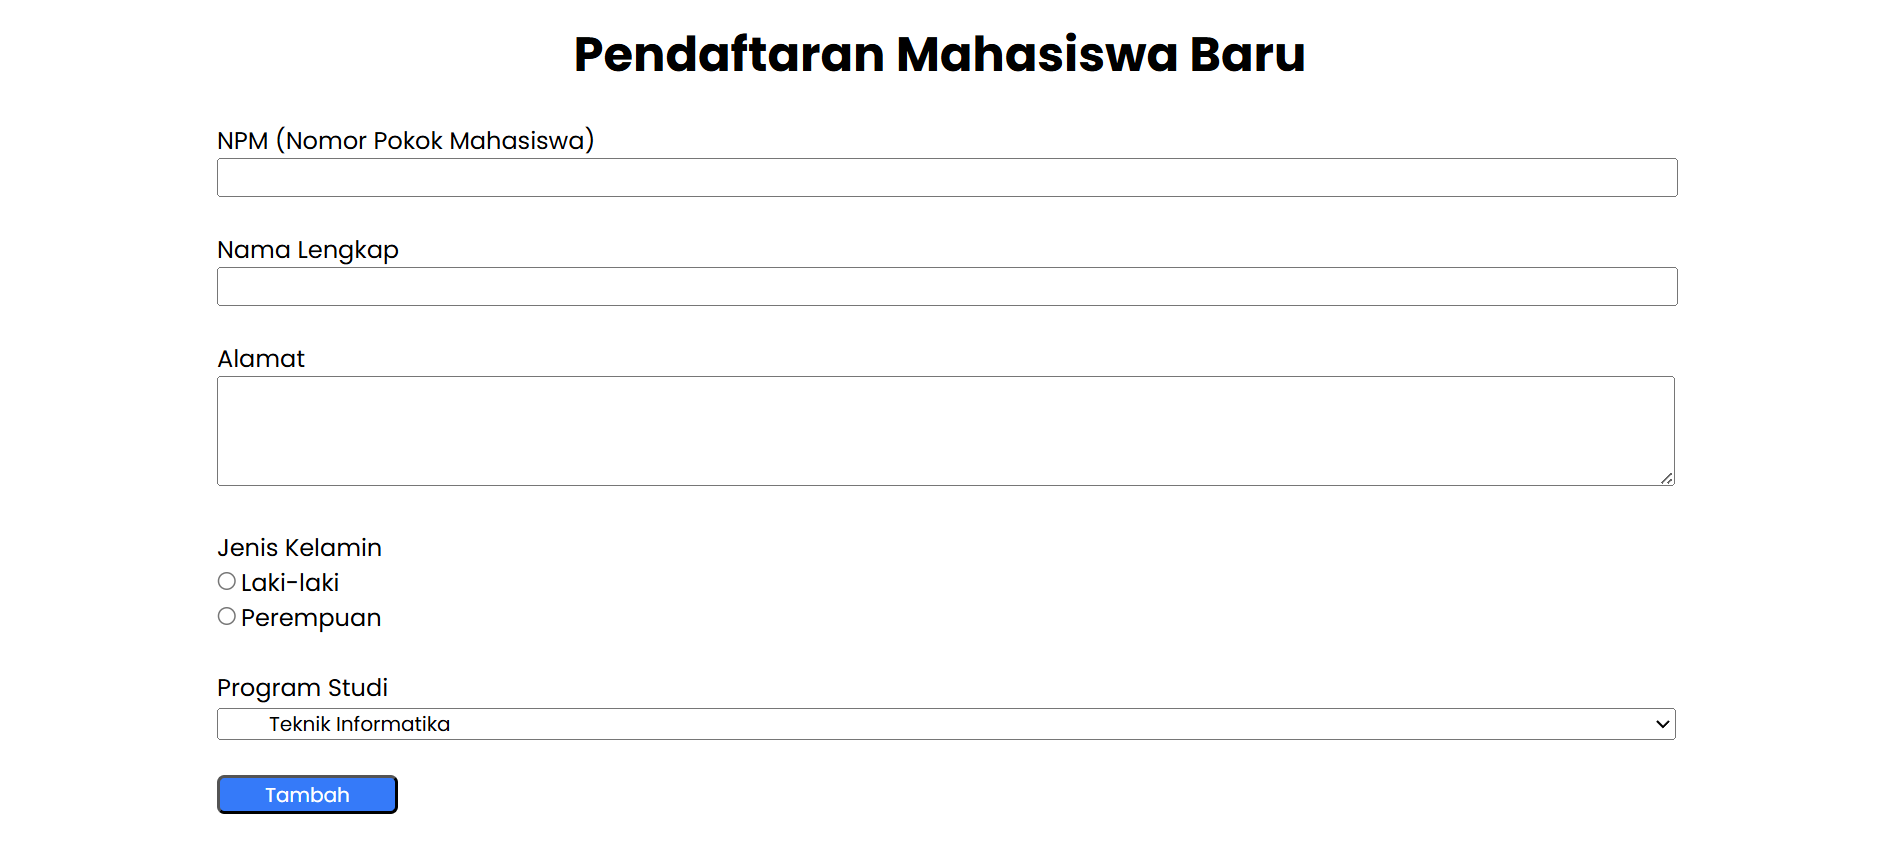 Pendaftaran Mahasiswa Baru
NPM (Nomor Pokok Mahasiswa)
Nama Lengkap
Alamat
Jenis Kelamin
Laki-laki
Perempuan
Program Studi
Teknik Informatika
Tambah